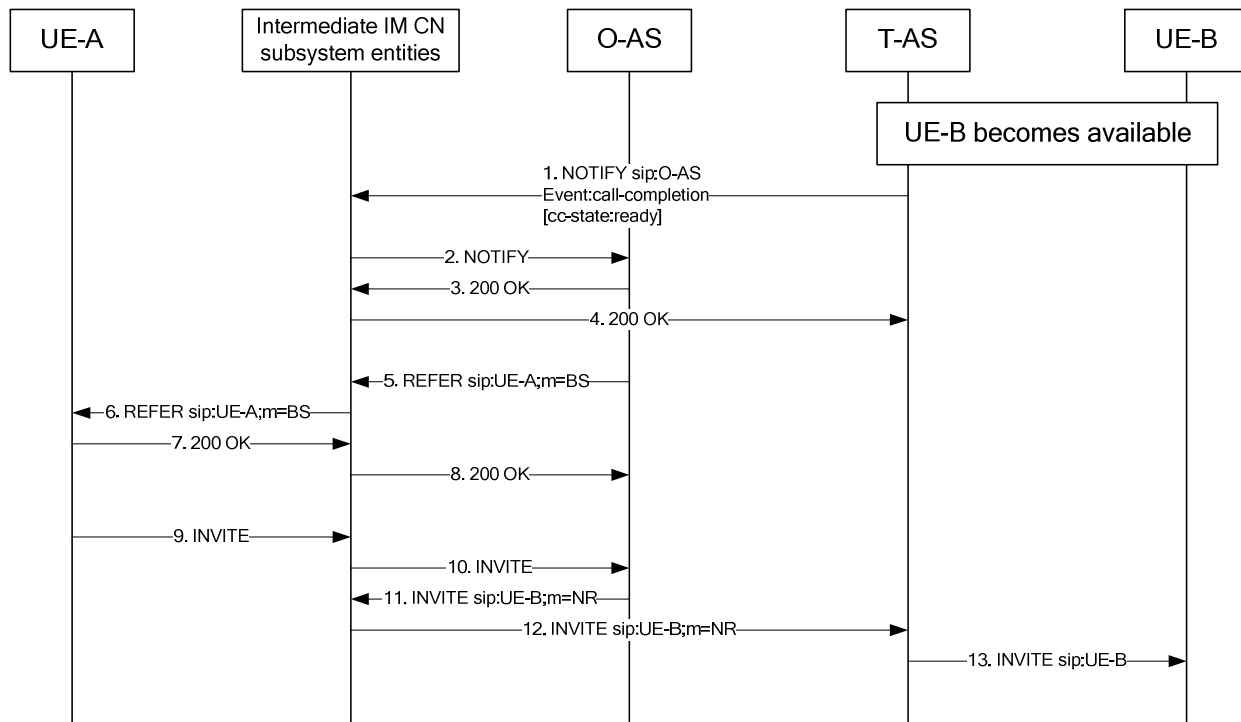 UE-A
Intermediate IM CN
subsystem entities
O-AS
T-AS
UE-B
UE-B becomes available
1. NOTIFY sip:O-AS
Event:call-completion
[cc-state:ready]
2. NOTIFY
3. 200 OK
4. 200 OK
5. REFER sip:UE-A;m=BS
6. REFER sip:UE-A;m=BS
7. 200 OK
8. 200 OK
9. INVITE
10. INVITE
11. INVITE sip:UE-B;m=NR
12. INVITE sip:UE-B;m=NR
13. INVITE sip:UE-B